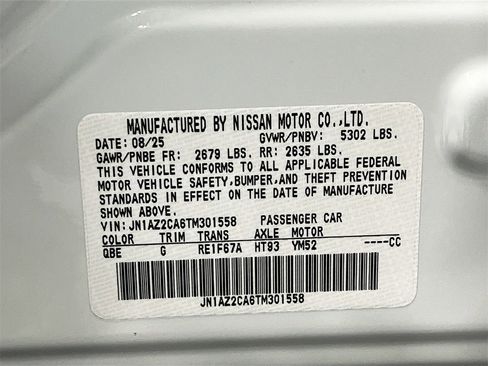 MANUFACTURED BY NISSAN MOTOR CO.,LTD.
DATE: 08/25 GVWR/PNBV: 5302 LBS.
GAWR/PNBE FR: 2679 LBS. RR: 2635 LBS.
THIS VEHICLE CONFORMS TO ALL APPLICABLE FEDERAL
MOTOR VEHICLE SAFETY,BUMPER,AND THEFT PREVENTION
STANDARDS IN EFFECT ON THE DATE OF MANUFACTURE
SHOWN ABOVE.
VIN: JN1AZ2CA6TM301558 PASSENGER CAR
COLOR TRIM TRANS AXLE MOTOR
QBE G RE1F67A HT93 YM52 ----CC
JN1AZ2CA6TM301558